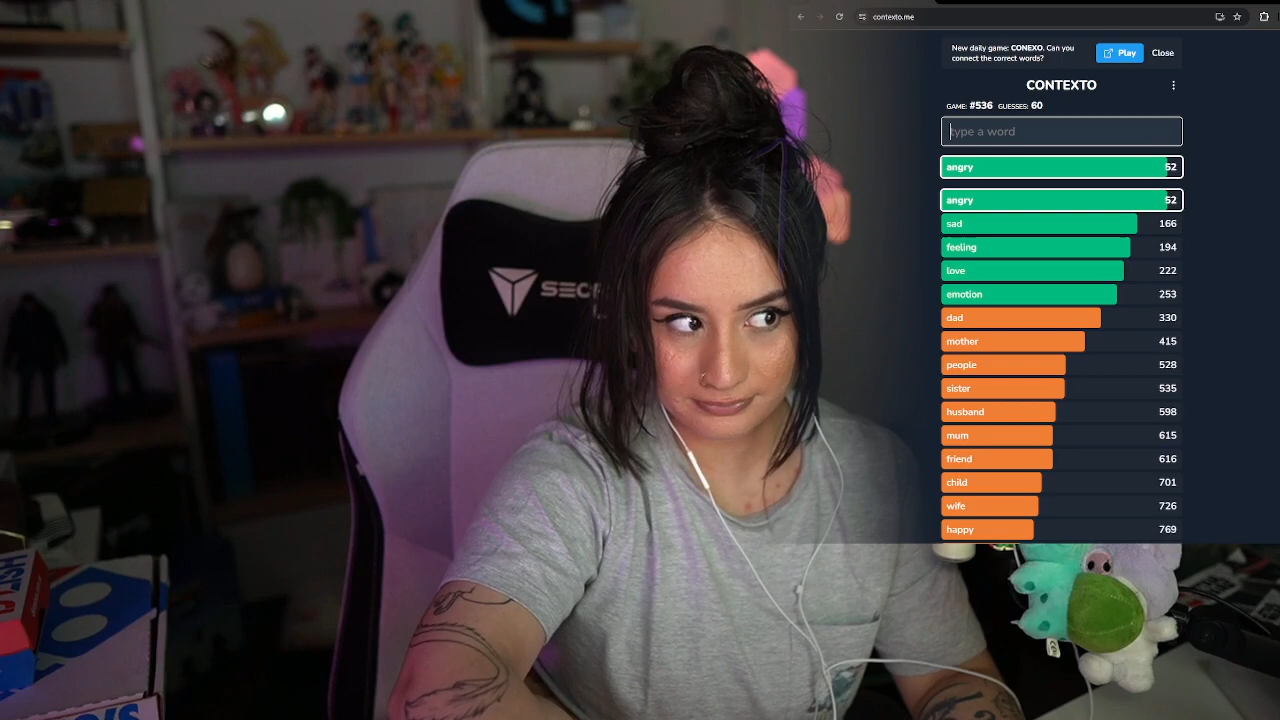 contexto.me
New daily game: CONEXO. Can you
connect the correct words?
Play
Close
CONTEXTO
GAME: #536 GUESSES: 60
type a word
angry 52
angry 52
sad 166
feeling 194
love 222
emotion 253
dad 330
mother 415
people 528
sister 535
husband 598
mum 615
friend 616
child 701
wife 726
happy 769